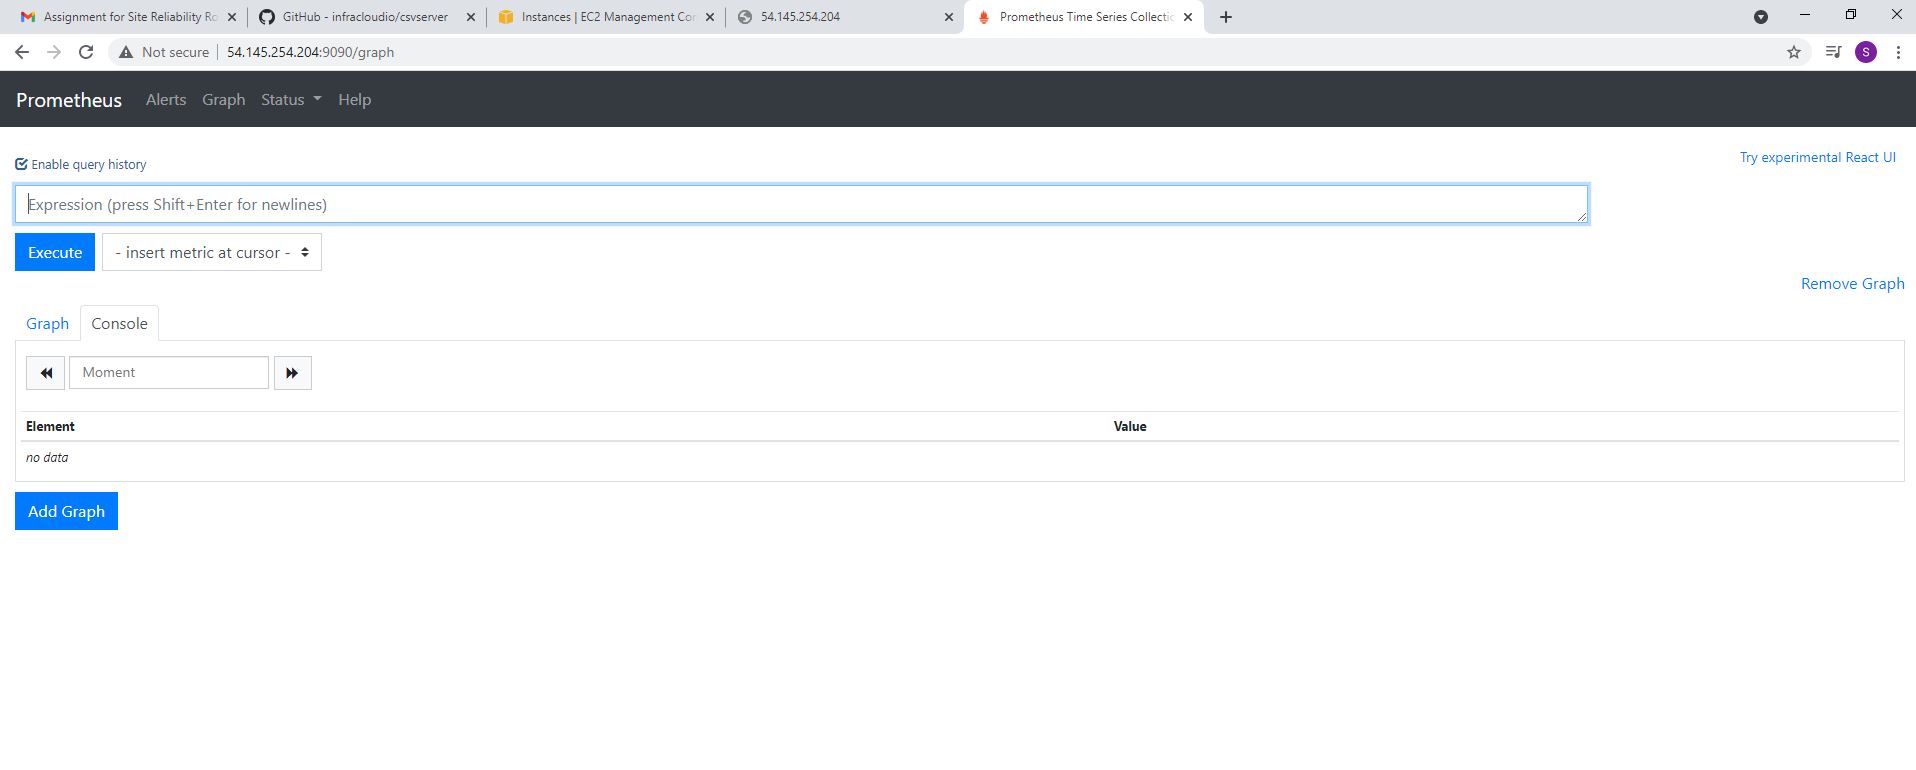 Assignment for Site Reliability Ro
GitHub - infracloudio/csvserver
Instances | EC2 Management Con
54.145.254.204
Prometheus Time Series Collectio
Not secure
54.145.254.204:9090/graph
S
Prometheus
Alerts
Graph
Status
Help
Enable query history
Try experimental React UI
Expression (press Shift+Enter for newlines)
Execute
- insert metric at cursor -
Remove Graph
Graph
Console
Moment
Element
Value
no data
Add Graph